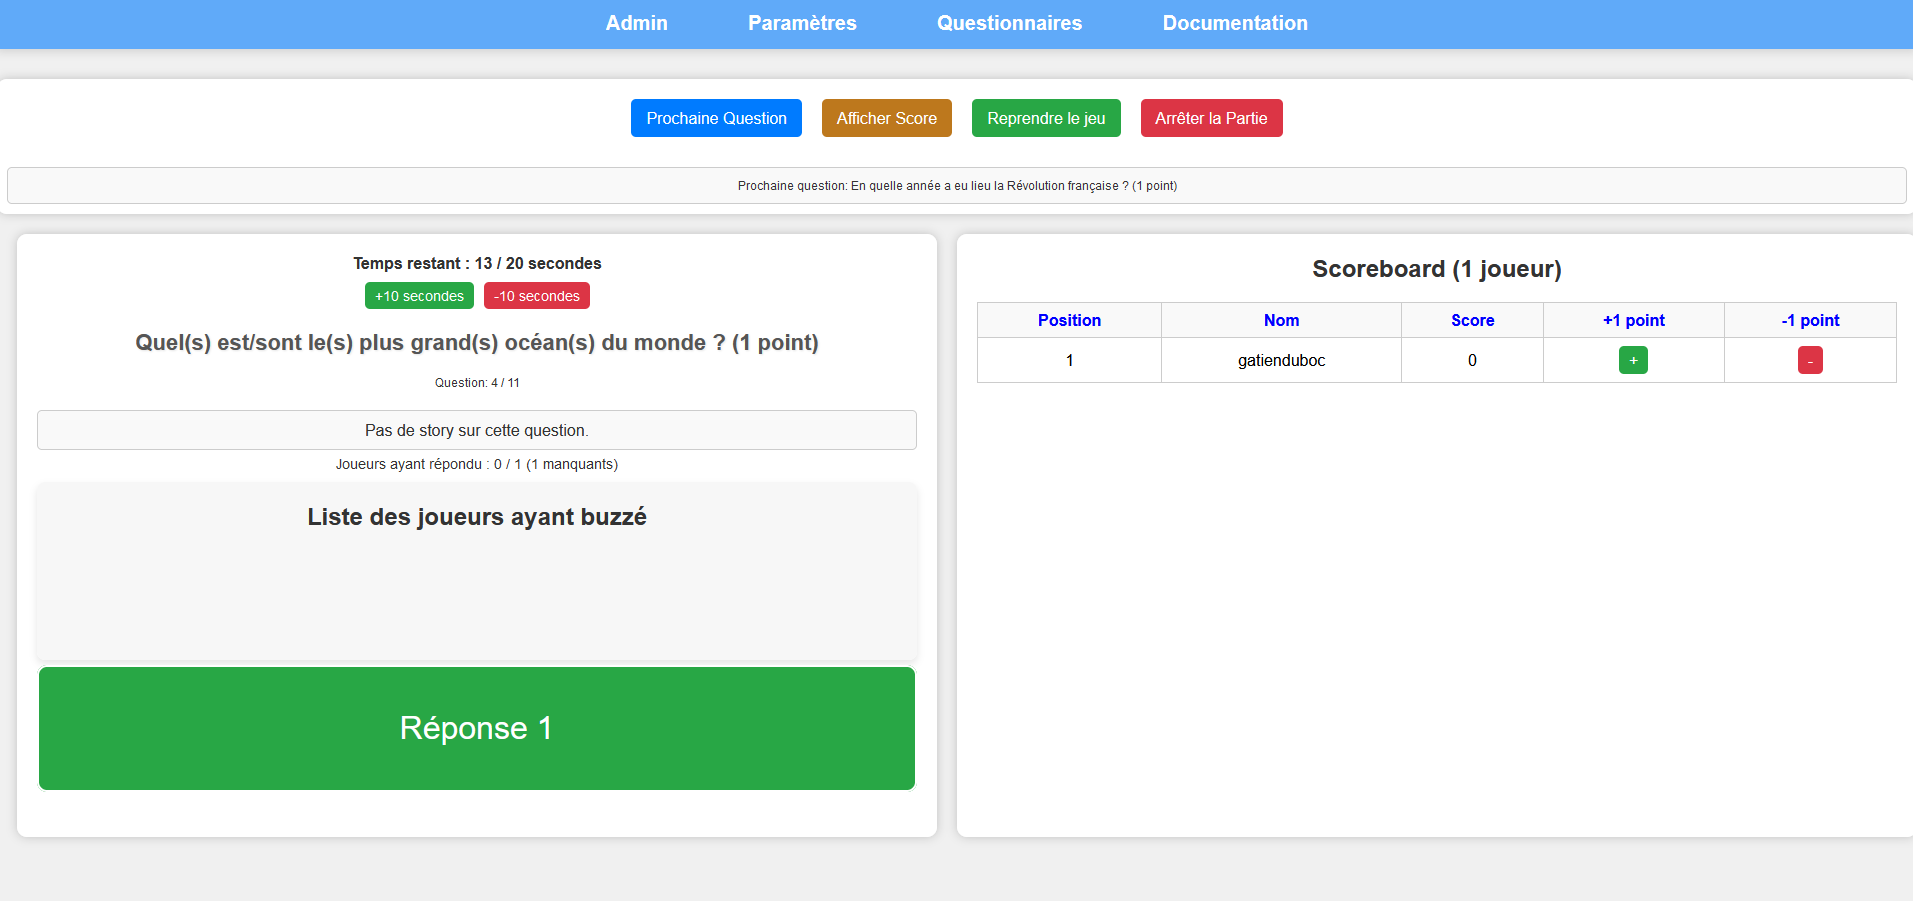 Admin Paramètres Questionnaires Documentation
Prochaine Question Afficher Score Reprendre le jeu Arrêter la Partie
Prochaine question: En quelle année a eu lieu la Révolution française ? (1 point)
Temps restant : 13 / 20 secondes
+10 secondes -10 secondes
Quel(s) est/sont le(s) plus grand(s) océan(s) du monde ? (1 point)
Question: 4 / 11
Pas de story sur cette question.
Joueurs ayant répondu : 0 / 1 (1 manquants)
Liste des joueurs ayant buzzé
Réponse 1
Scoreboard (1 joueur)
Position Nom Score +1 point -1 point
1 gatienduboc 0 + -